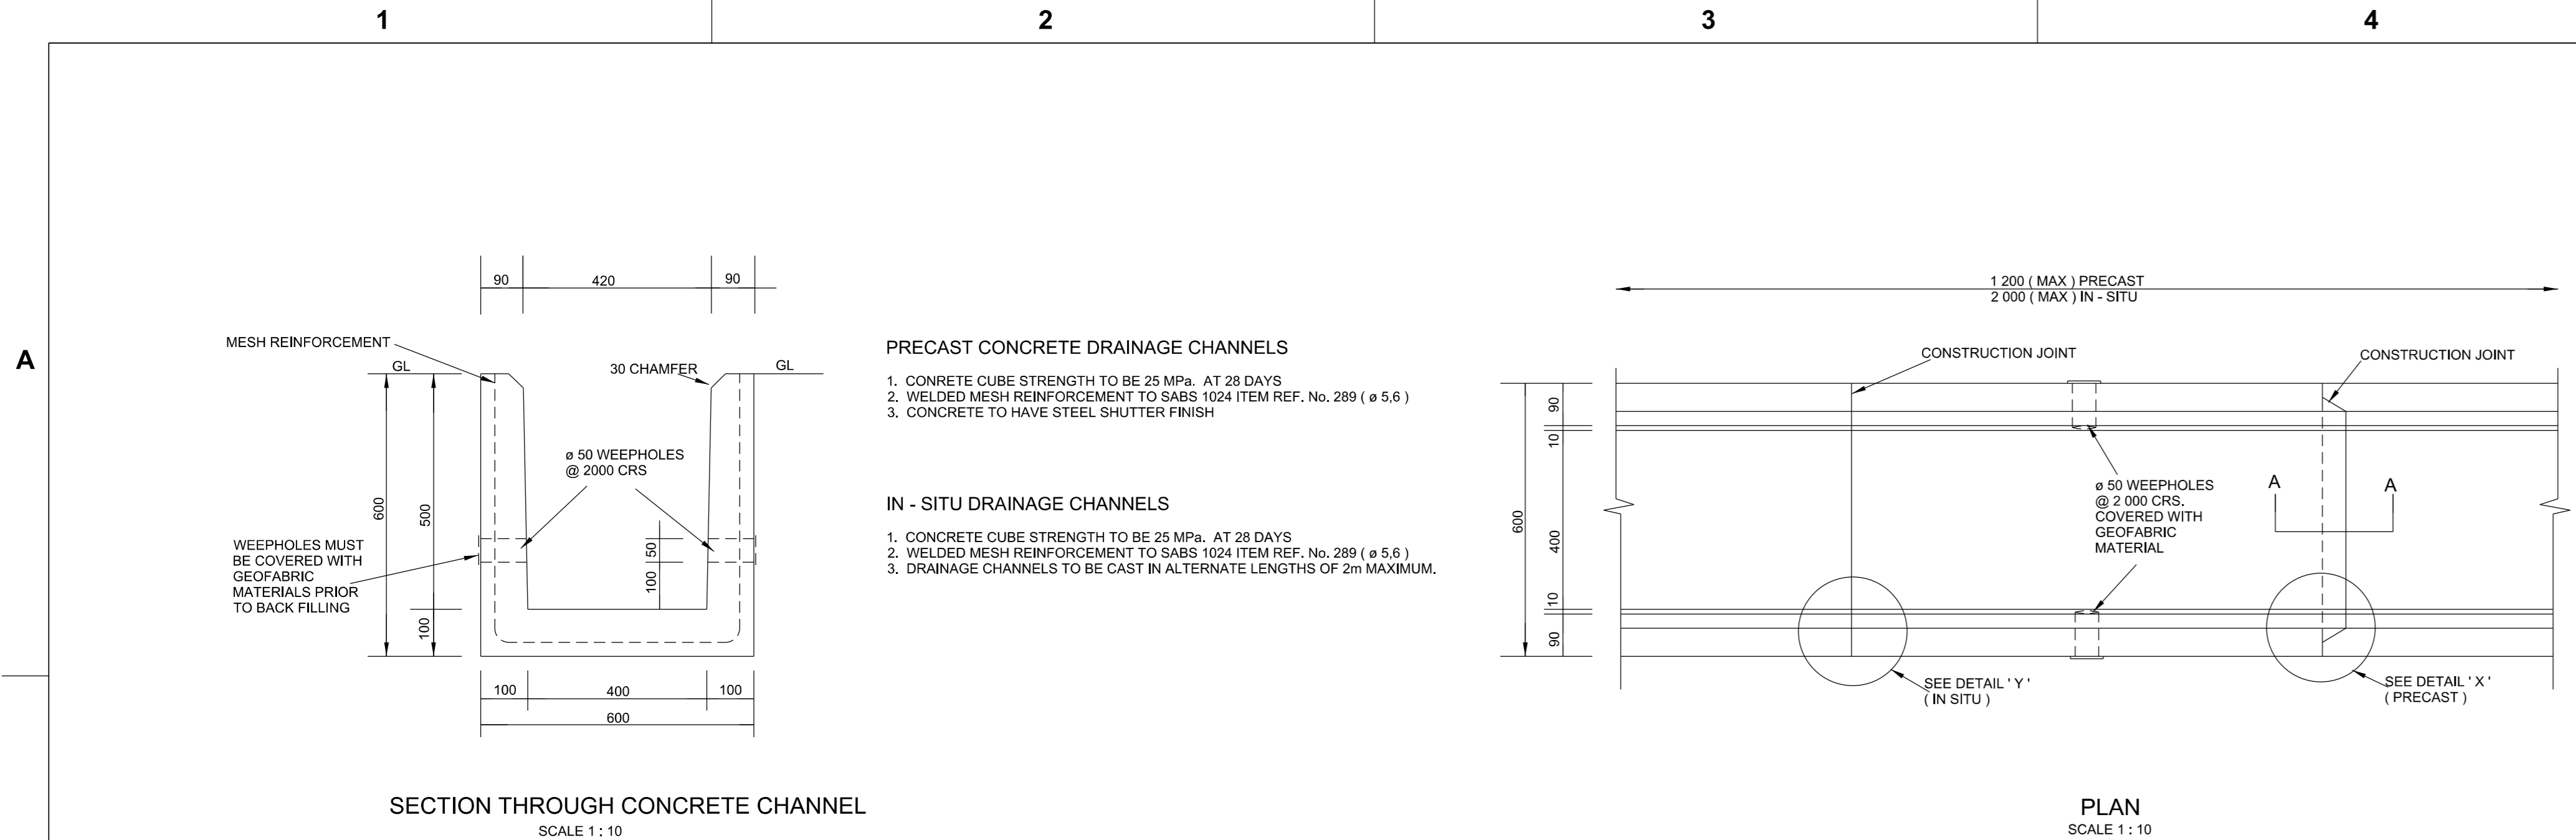 1
2
3
4
A
90
420
90
MESH REINFORCEMENT
GL
30 CHAMFER
GL
ø 50 WEEPHOLES
@ 2000 CRS
600
500
50
100
100
WEEPHOLES MUST
BE COVERED WITH
GEOFABRIC
MATERIALS PRIOR
TO BACK FILLING
100
400
100
600
SECTION THROUGH CONCRETE CHANNEL
SCALE 1 : 10
PRECAST CONCRETE DRAINAGE CHANNELS
1. CONRETE CUBE STRENGTH TO BE 25 MPa. AT 28 DAYS
2. WELDED MESH REINFORCEMENT TO SABS 1024 ITEM REF. No. 289 ( ø 5,6 )
3. CONCRETE TO HAVE STEEL SHUTTER FINISH
IN - SITU DRAINAGE CHANNELS
1. CONCRETE CUBE STRENGTH TO BE 25 MPa. AT 28 DAYS
2. WELDED MESH REINFORCEMENT TO SABS 1024 ITEM REF. No. 289 ( ø 5,6 )
3. DRAINAGE CHANNELS TO BE CAST IN ALTERNATE LENGTHS OF 2m MAXIMUM.
1 200 ( MAX ) PRECAST
2 000 ( MAX ) IN - SITU
CONSTRUCTION JOINT
CONSTRUCTION JOINT
600
90
10
400
10
90
ø 50 WEEPHOLES
@ 2 000 CRS.
COVERED WITH
GEOFABRIC
MATERIAL
A
A
SEE DETAIL ' Y '
( IN SITU )
SEE DETAIL ' X '
( PRECAST )
PLAN
SCALE 1 : 10